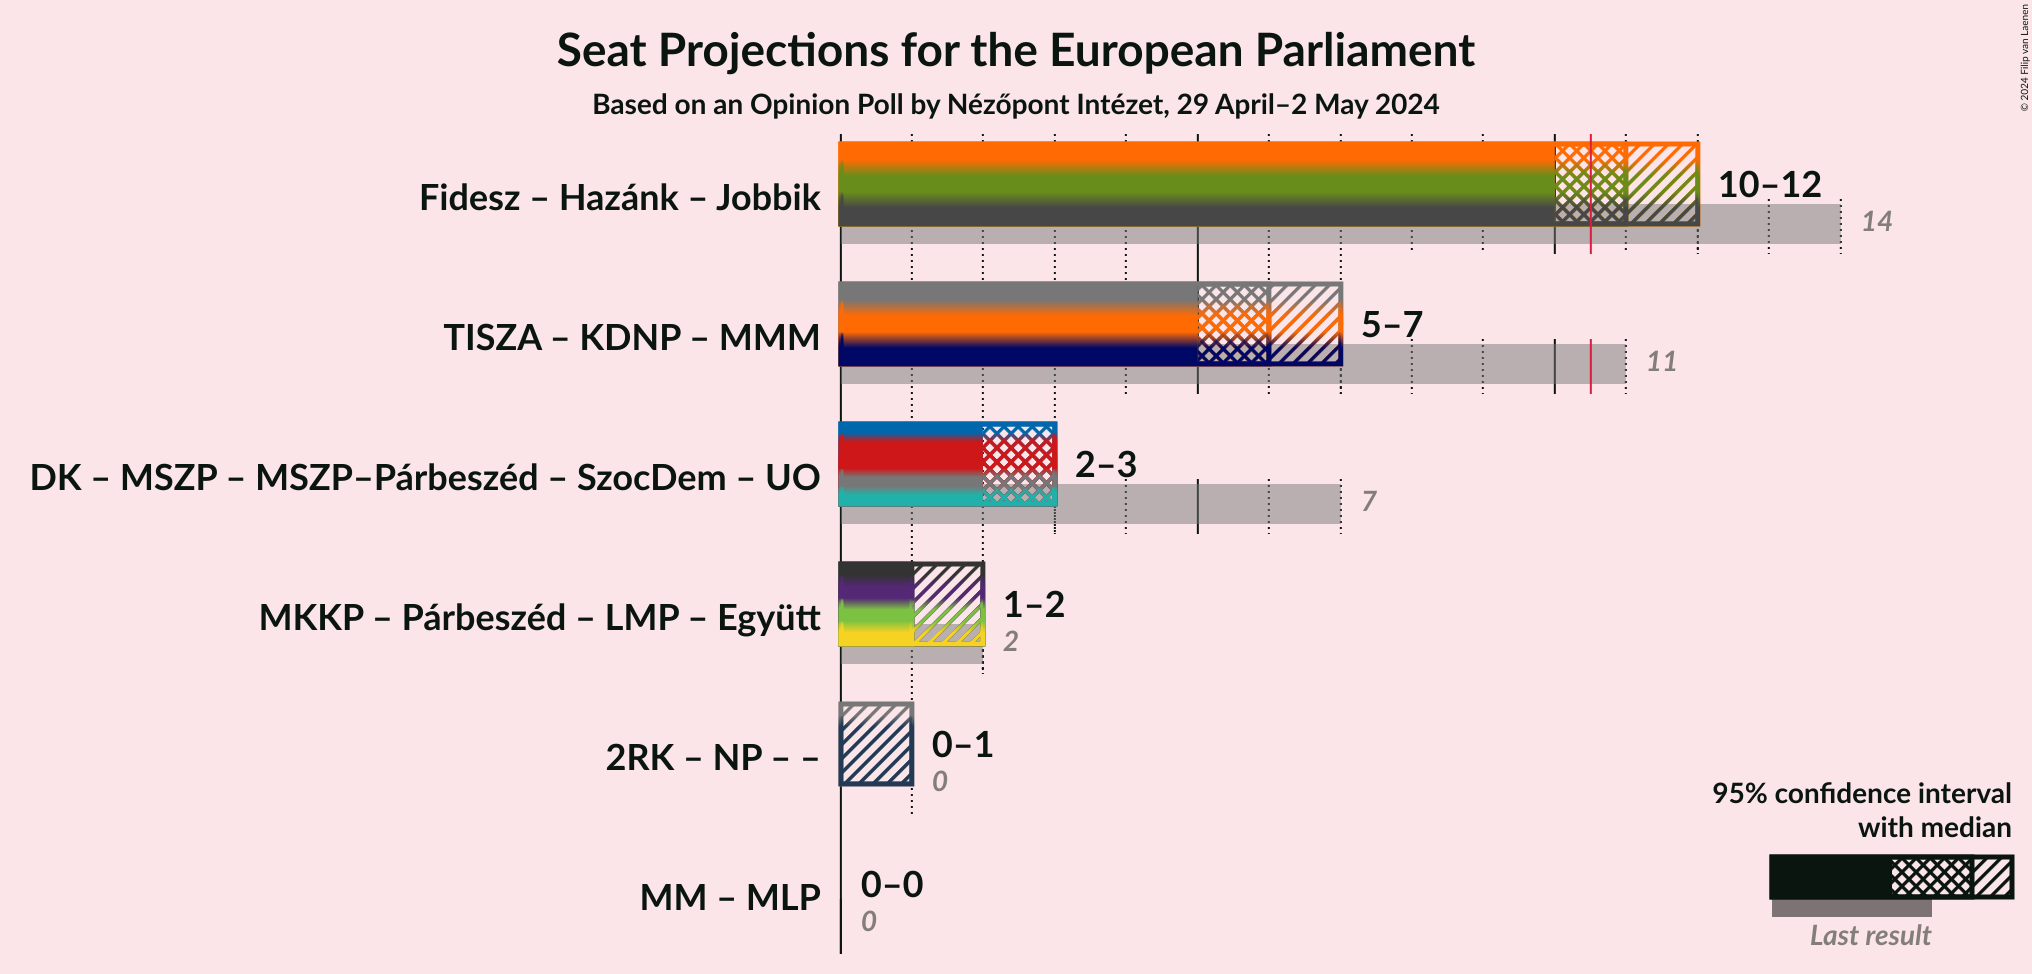 Seat Projections for the European Parliament
Based on an Opinion Poll by Nézőpont Intézet, 29 April–2 May 2024
© 2024 Filip van Laenen
Fidesz – Hazánk – Jobbik
10–12
14
TISZA – KDNP – MMM
5–7
11
DK – MSZP – MSZP–Párbeszéd – SzocDem – UO
2–3
7
MKKP – Párbeszéd – LMP – Együtt
1–2
2
2RK – NP – –
0–1
0
MM – MLP
0–0
0
95% confidence interval
with median
Last result